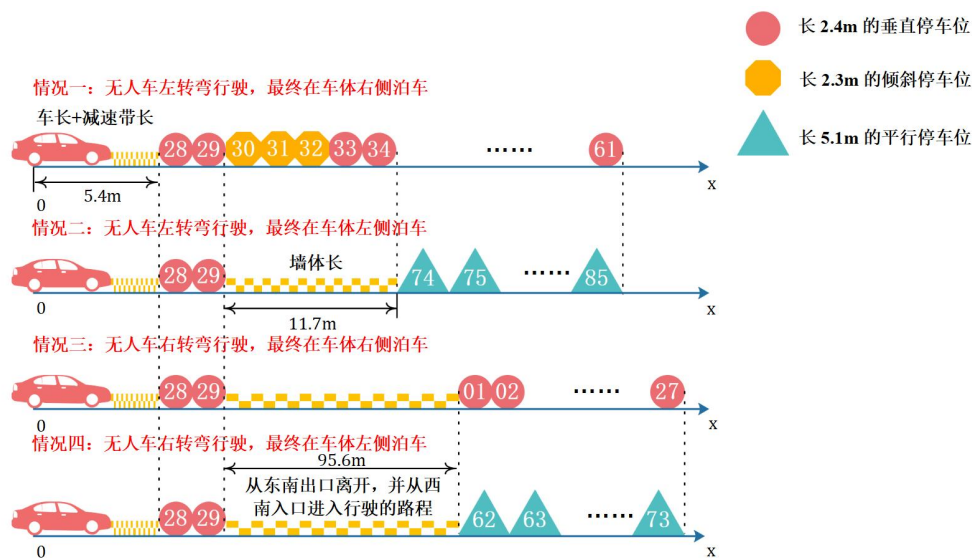 长 2.4m 的垂直停车位
长 2.3m 的倾斜停车位
长 5.1m 的平行停车位
情况一：无人车左转弯行驶，最终在车体右侧泊车
车长+减速带长
28 29 30 31 32 33 34 …… 61
x
5.4m
0
情况二：无人车左转弯行驶，最终在车体左侧泊车
墙体长
28 29 74 75 …… 85
0
x
11.7m
情况三：无人车右转弯行驶，最终在车体右侧泊车
28 29 01 02 …… 27
0
x
情况四：无人车右转弯行驶，最终在车体左侧泊车
95.6m
从东南出口离开，并从西
南入口进入行驶的路程
28 29 62 63 …… 73
0
x